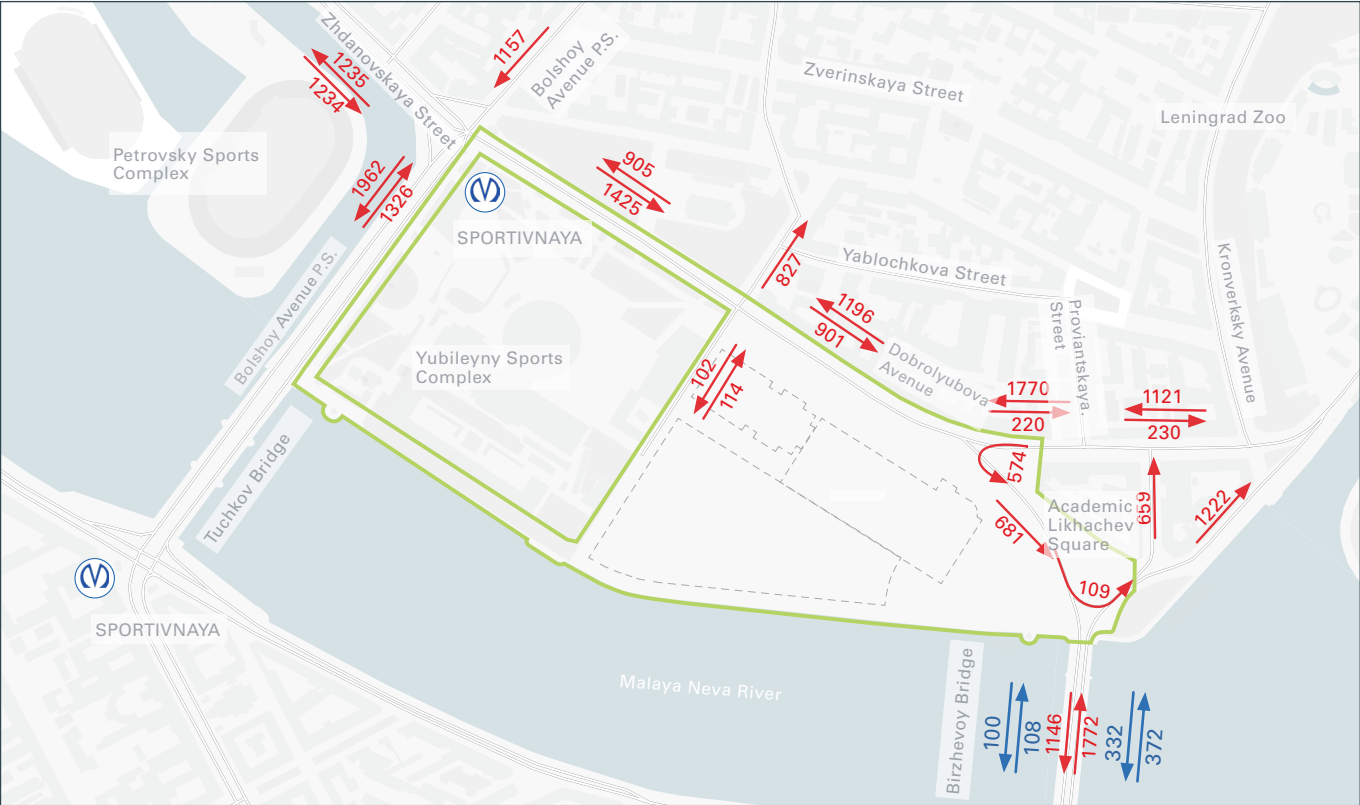 Zhdanovskaya Street
1157
Bolshoy
Avenue P.S.
1235
1234
Zverinskaya Street
Leningrad Zoo
Petrovsky Sports
Complex
1962
1326
905
1425
SPORTIVNAYA
827
Yablochkova Street
Kronverksky Avenue
Bolshoy Avenue P.S.
Proviantskaya.
Street
1196
901
Dobrolyubova
Avenue
Yubileyny Sports
Complex
102
114
1770
220
1121
230
574
Tuchkov Bridge
681
Academic
Likhachev
Square
659
1222
109
SPORTIVNAYA
Malaya Neva River
Birzhevoy Bridge
100
108
1146
1772
332
372